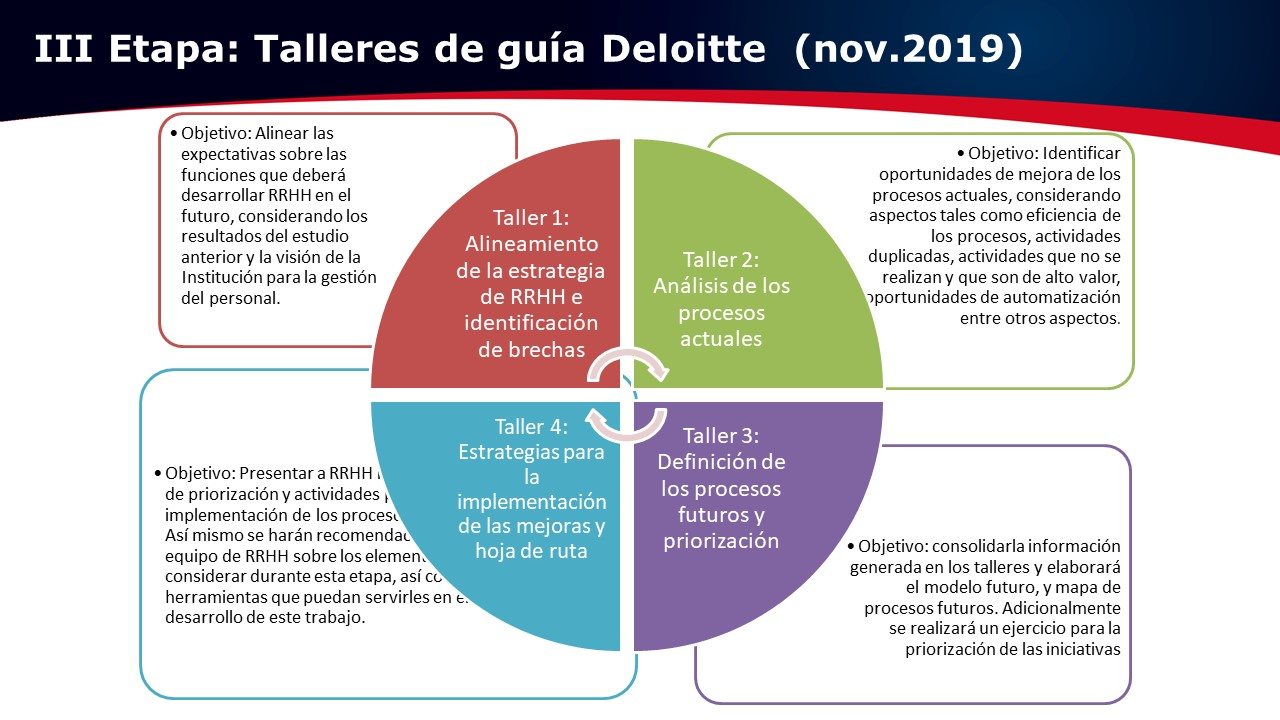 III Etapa: Talleres de guía Deloitte  (nov.2019)
• Objetivo: Alinear las
expectativas sobre las
funciones que deberá
desarrollar RRHH en el
futuro, considerando los
resultados del estudio
anterior y la visión de la
Institución para la gestión
del personal.
Taller 1:
Alineamiento
de la estrategia
de RRHH e
identificación
de brechas
Taller 2:
Análisis de los
procesos
actuales
• Objetivo: Identificar
oportunidades de mejora de los
procesos actuales, considerando
aspectos tales como eficiencia de
los procesos, actividades
duplicadas, actividades que no se
realizan y que son de alto valor,
oportunidades de automatización
entre otros aspectos.
• Objetivo: Presentar a RRHH
de priorización y actividades
implementación de los
Así mismo se harán
equipo de RRHH sobre los
considerar durante esta etapa, así
herramientas que puedan servirles en
desarrollo de este trabajo.
Taller 4:
Estrategias para
la
implementación
de las mejoras y
hoja de ruta
Taller 3:
Definición de
los procesos
futuros y
priorización
• Objetivo: consolidarla información
generada en los talleres y elaborará
el modelo futuro, y mapa de
procesos futuros. Adicionalmente
se realizará un ejercicio para la
priorización de las iniciativas